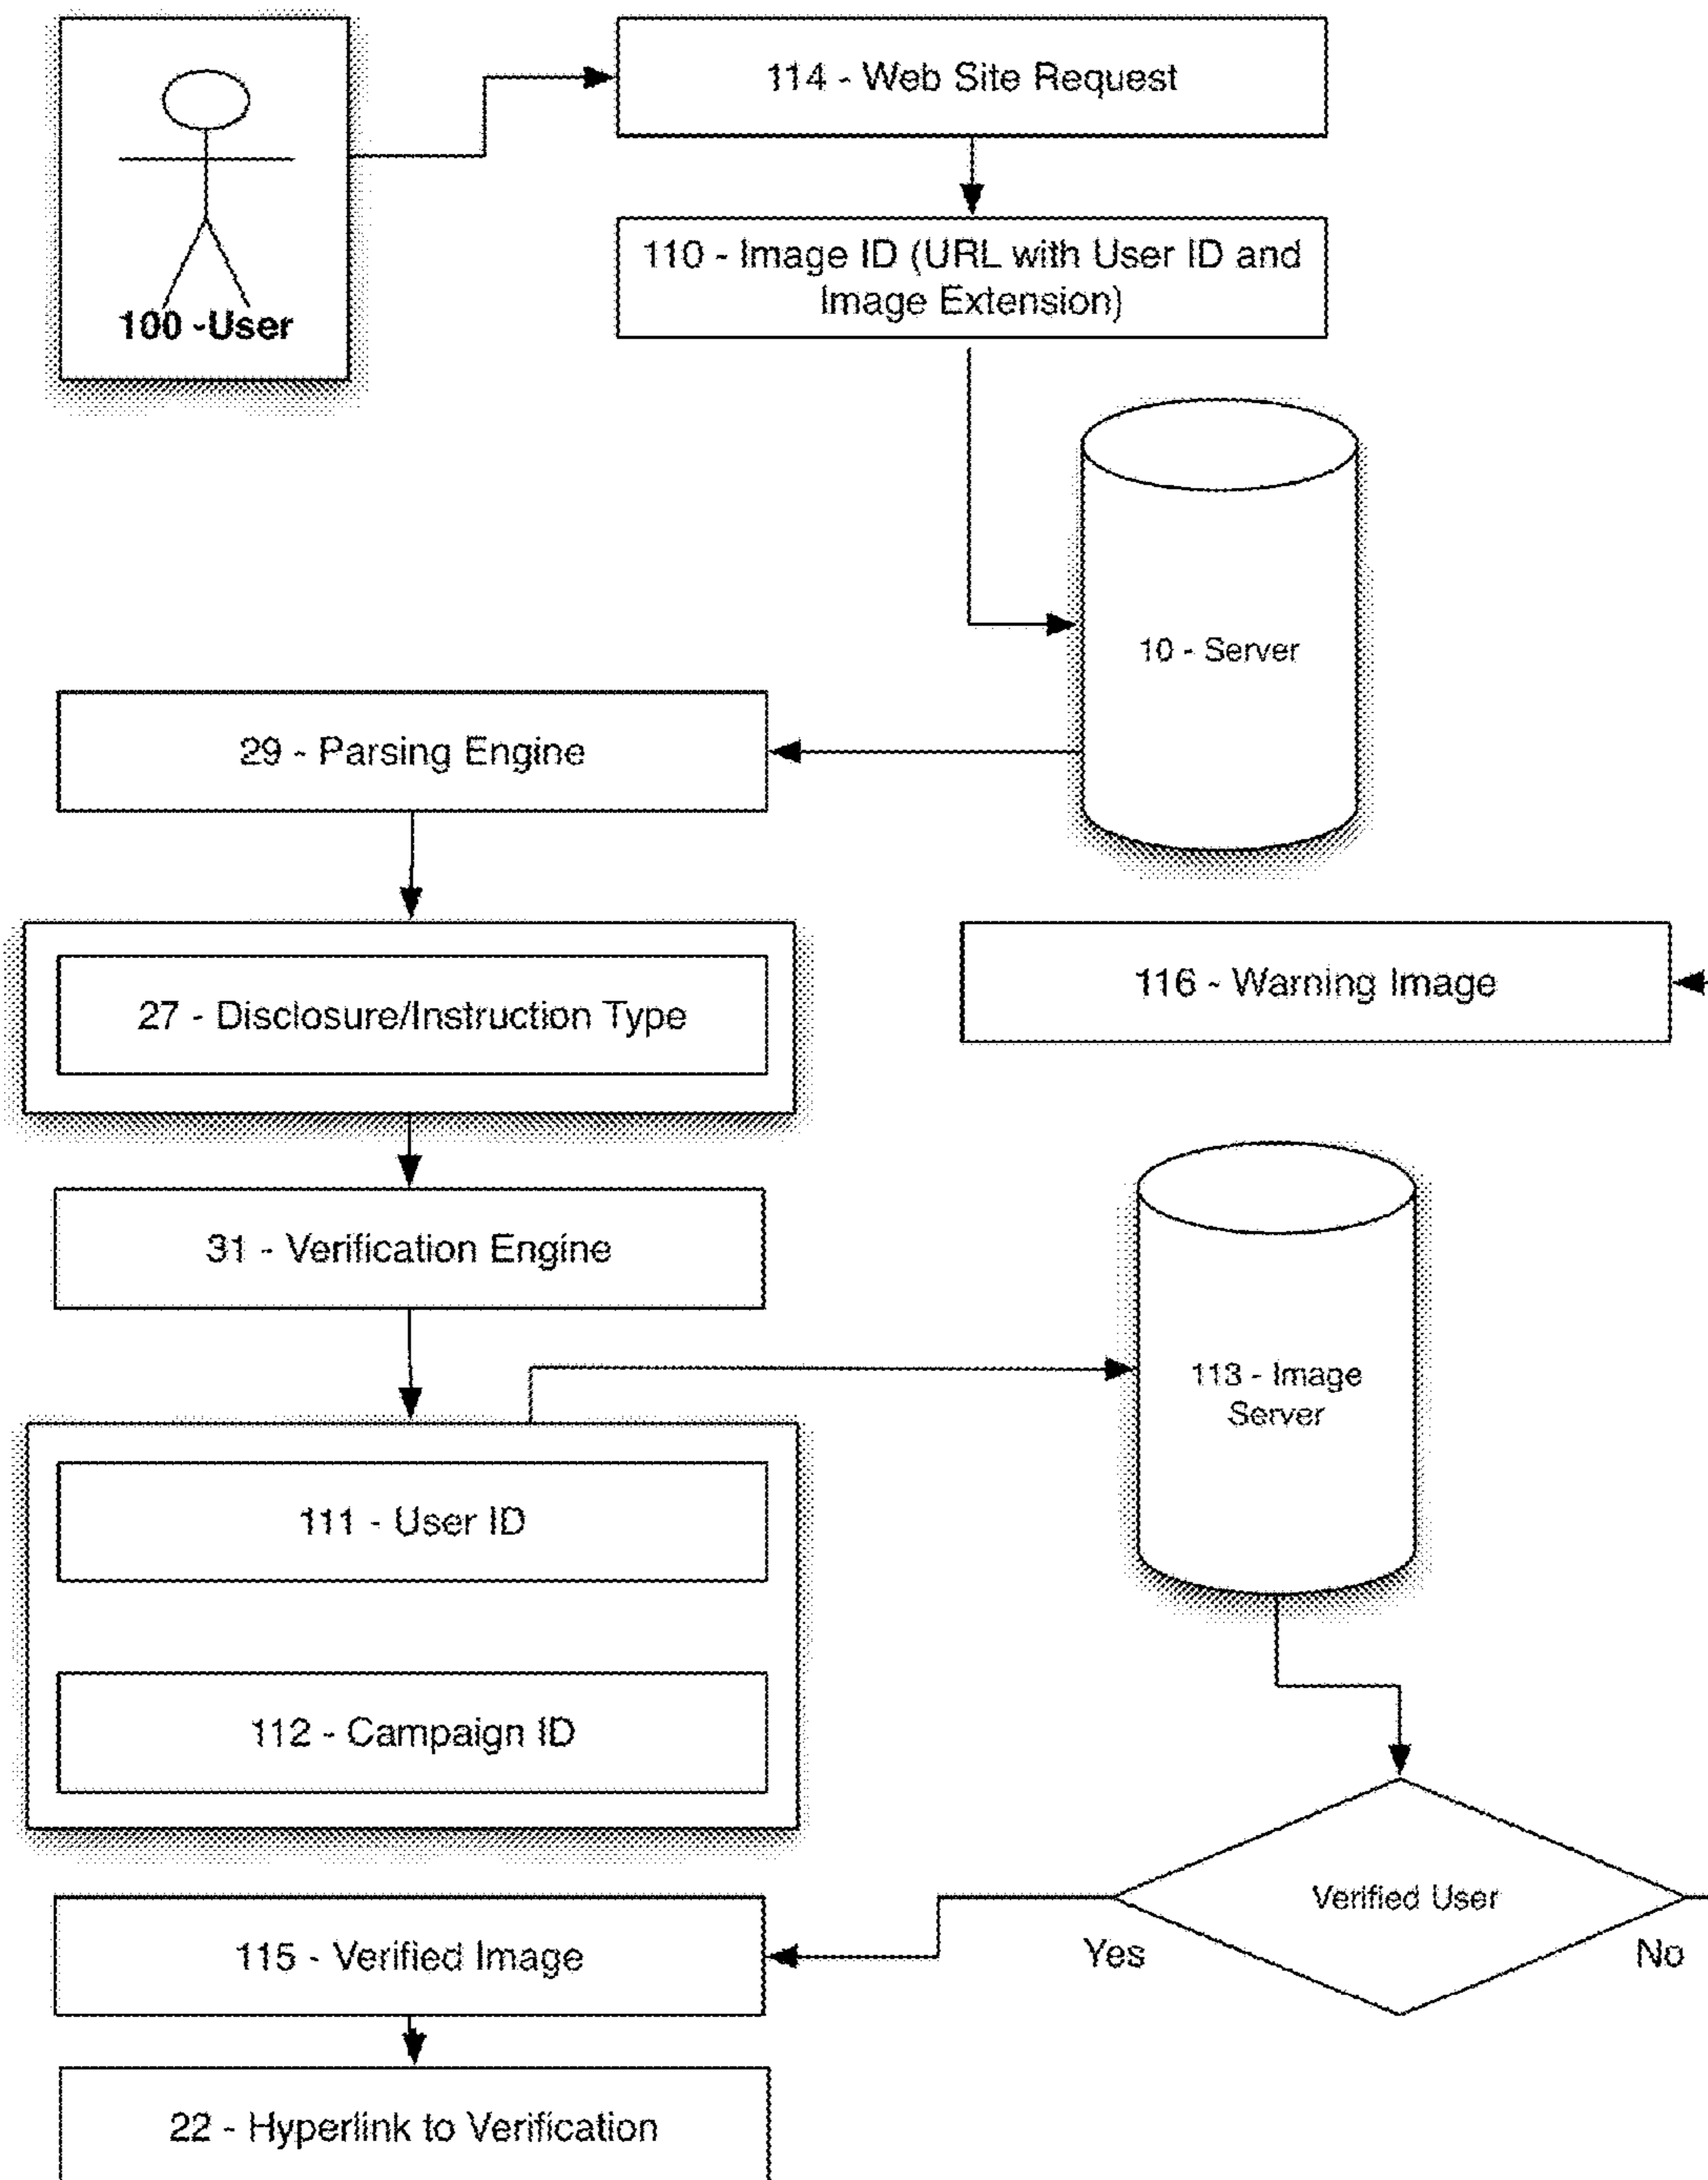 114 - Web Site Request
100 -User
110 - Image ID (URL with User ID and
Image Extension)
10 - Server
29 - Parsing Engine
27 - Disclosure/Instruction Type
116 - Warning Image
31 - Verification Engine
113 - Image
Server
111 - User ID
112 - Campaign ID
Verified User
Yes
No
115 - Verified Image
22 - Hyperlink to Verification